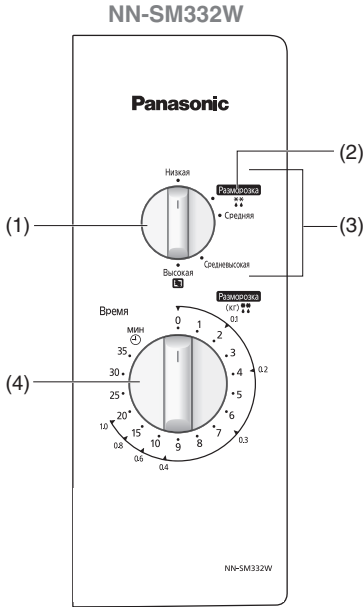 NN-SM332W
Panasonic
(2)
Низкая
Разморозка
Средняя
(1)
(3)
Средневысокая
Высокая
Разморозка
(кг)
Время
мин
0
1
2
3
4
5
6
7
8
9
10
15
20
25
30
35
0.1
0.2
0.3
0.4
0.6
0.8
1.0
(4)
NN-SM332W